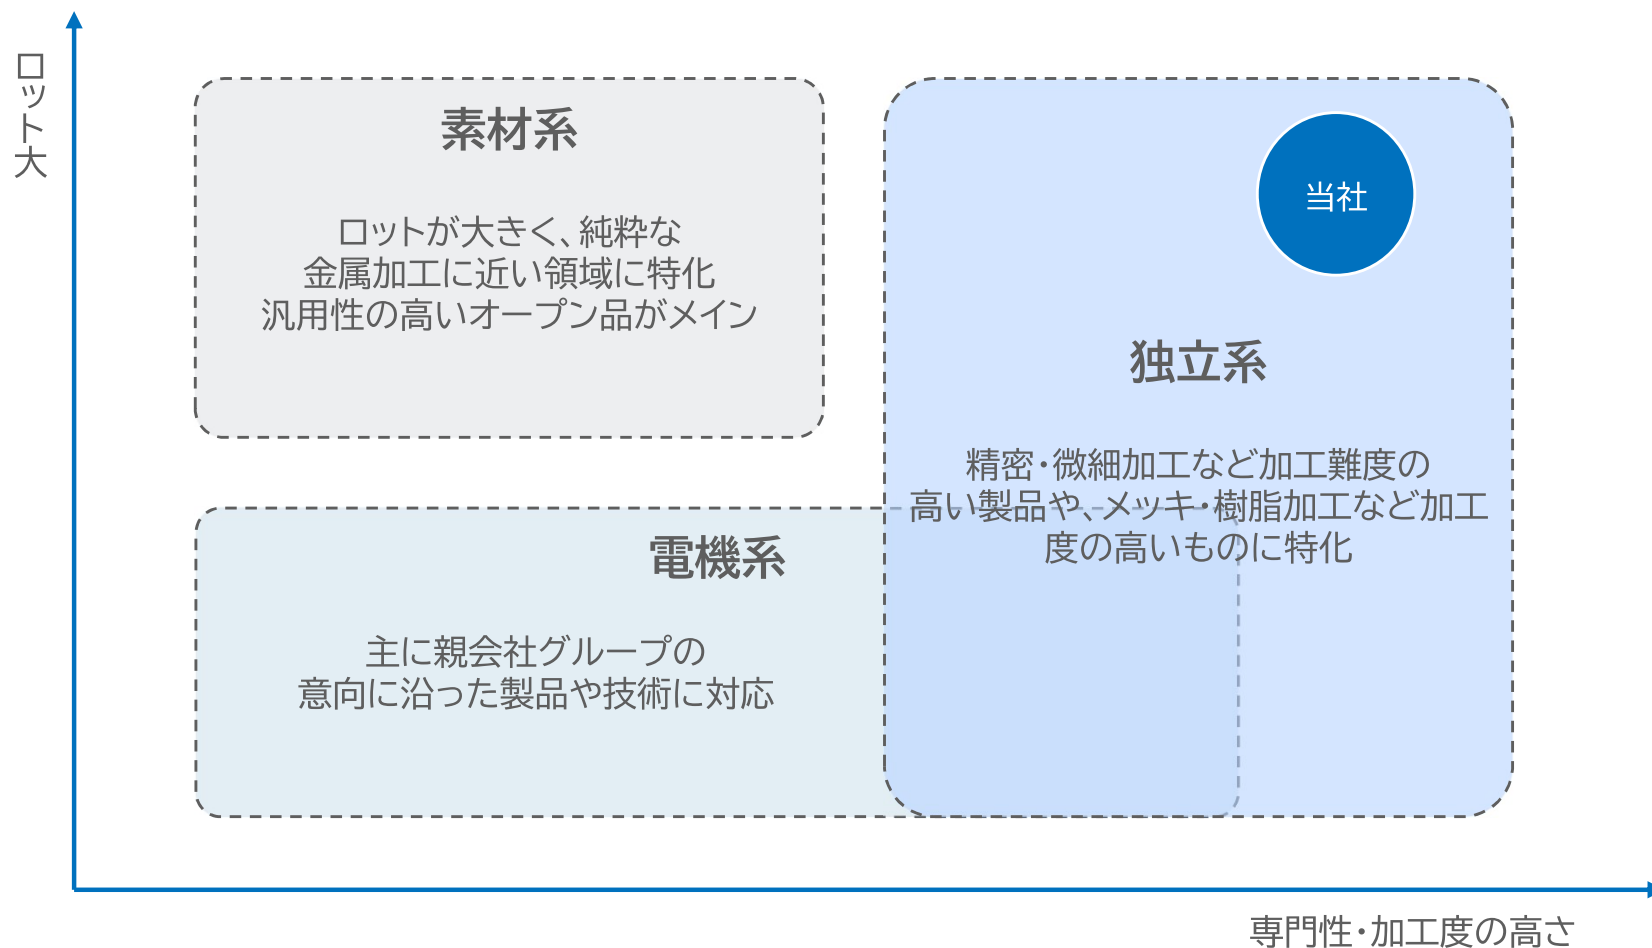 ロット大
素材系
ロットが大きく、純粋な
金属加工に近い領域に特化
汎用性の高いオープン品がメイン
当社
独立系
精密・微細加工など加工難度の
高い製品や、メッキ・樹脂加工など加工
度の高いものに特化
電機系
主に親会社グループの
意向に沿った製品や技術に対応
専門性・加工度の高さ